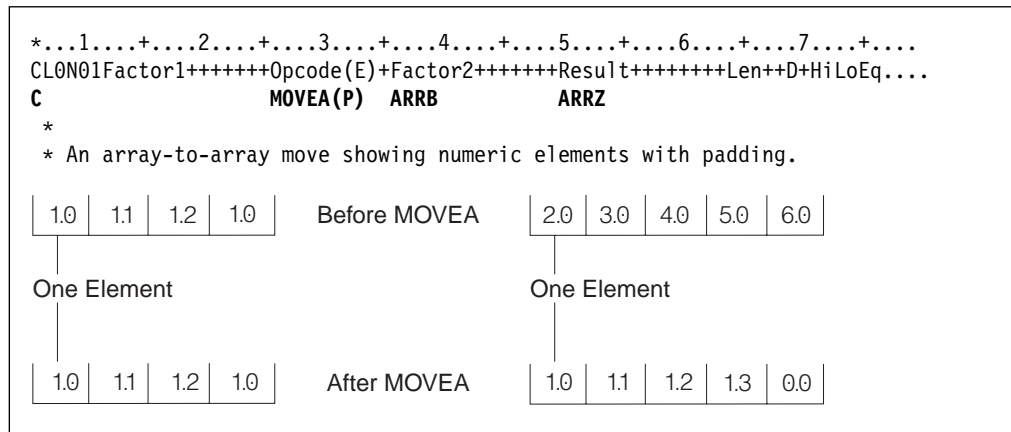 *...1....+....2....+....3....+....4....+....5....+....6....+....7....+....
CL0N01Factor1+++++++Opcode(E)+Factor2+++++++Result++++++++Len++D+HiLoEq....
C                   MOVEA(P)  ARRB          ARRZ
 *
 * An array-to-array move showing numeric elements with padding.
1.0 1.1 1.2 1.0 Before MOVEA 2.0 3.0 4.0 5.0 6.0
One Element One Element
1.0 1.1 1.2 1.0 After MOVEA 1.0 1.1 1.2 1.3 0.0